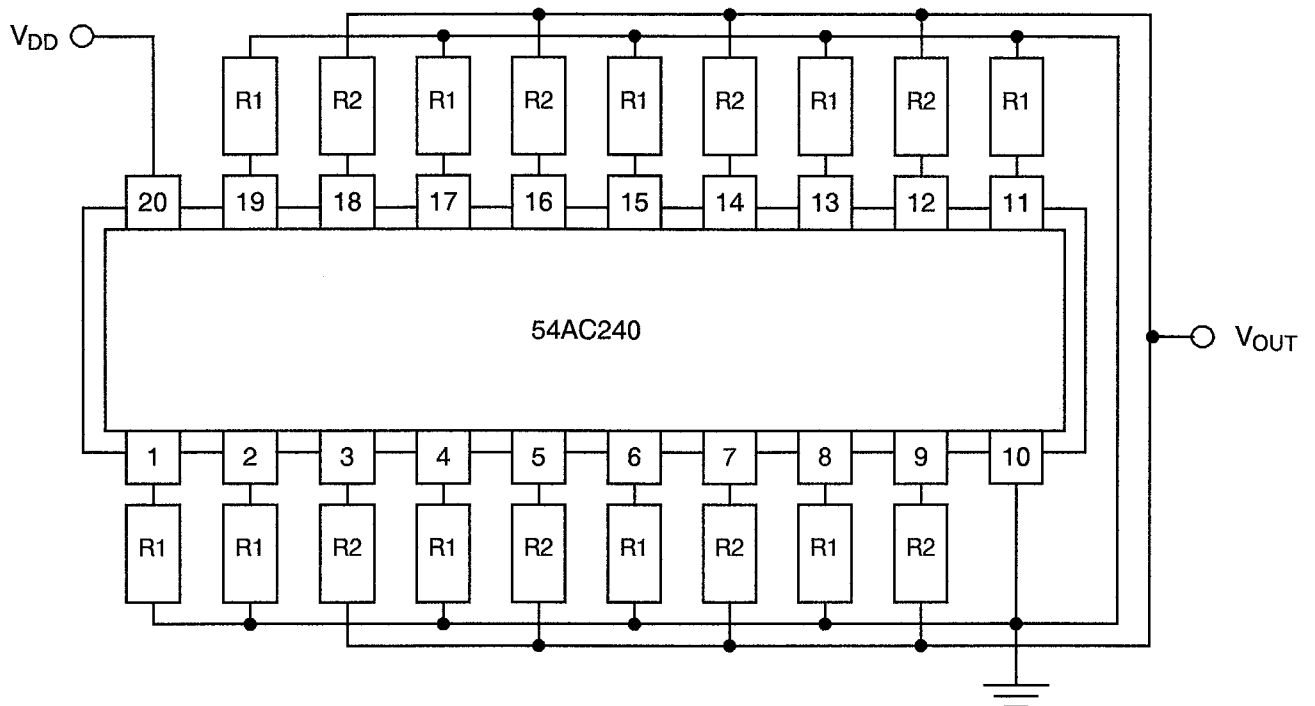 V_DD
R1 R2 R1 R2 R1 R2 R1 R2 R1
20 19 18 17 16 15 14 13 12 11
54AC240
V_OUT
1 2 3 4 5 6 7 8 9 10
R1 R1 R2 R1 R2 R1 R2 R1 R2